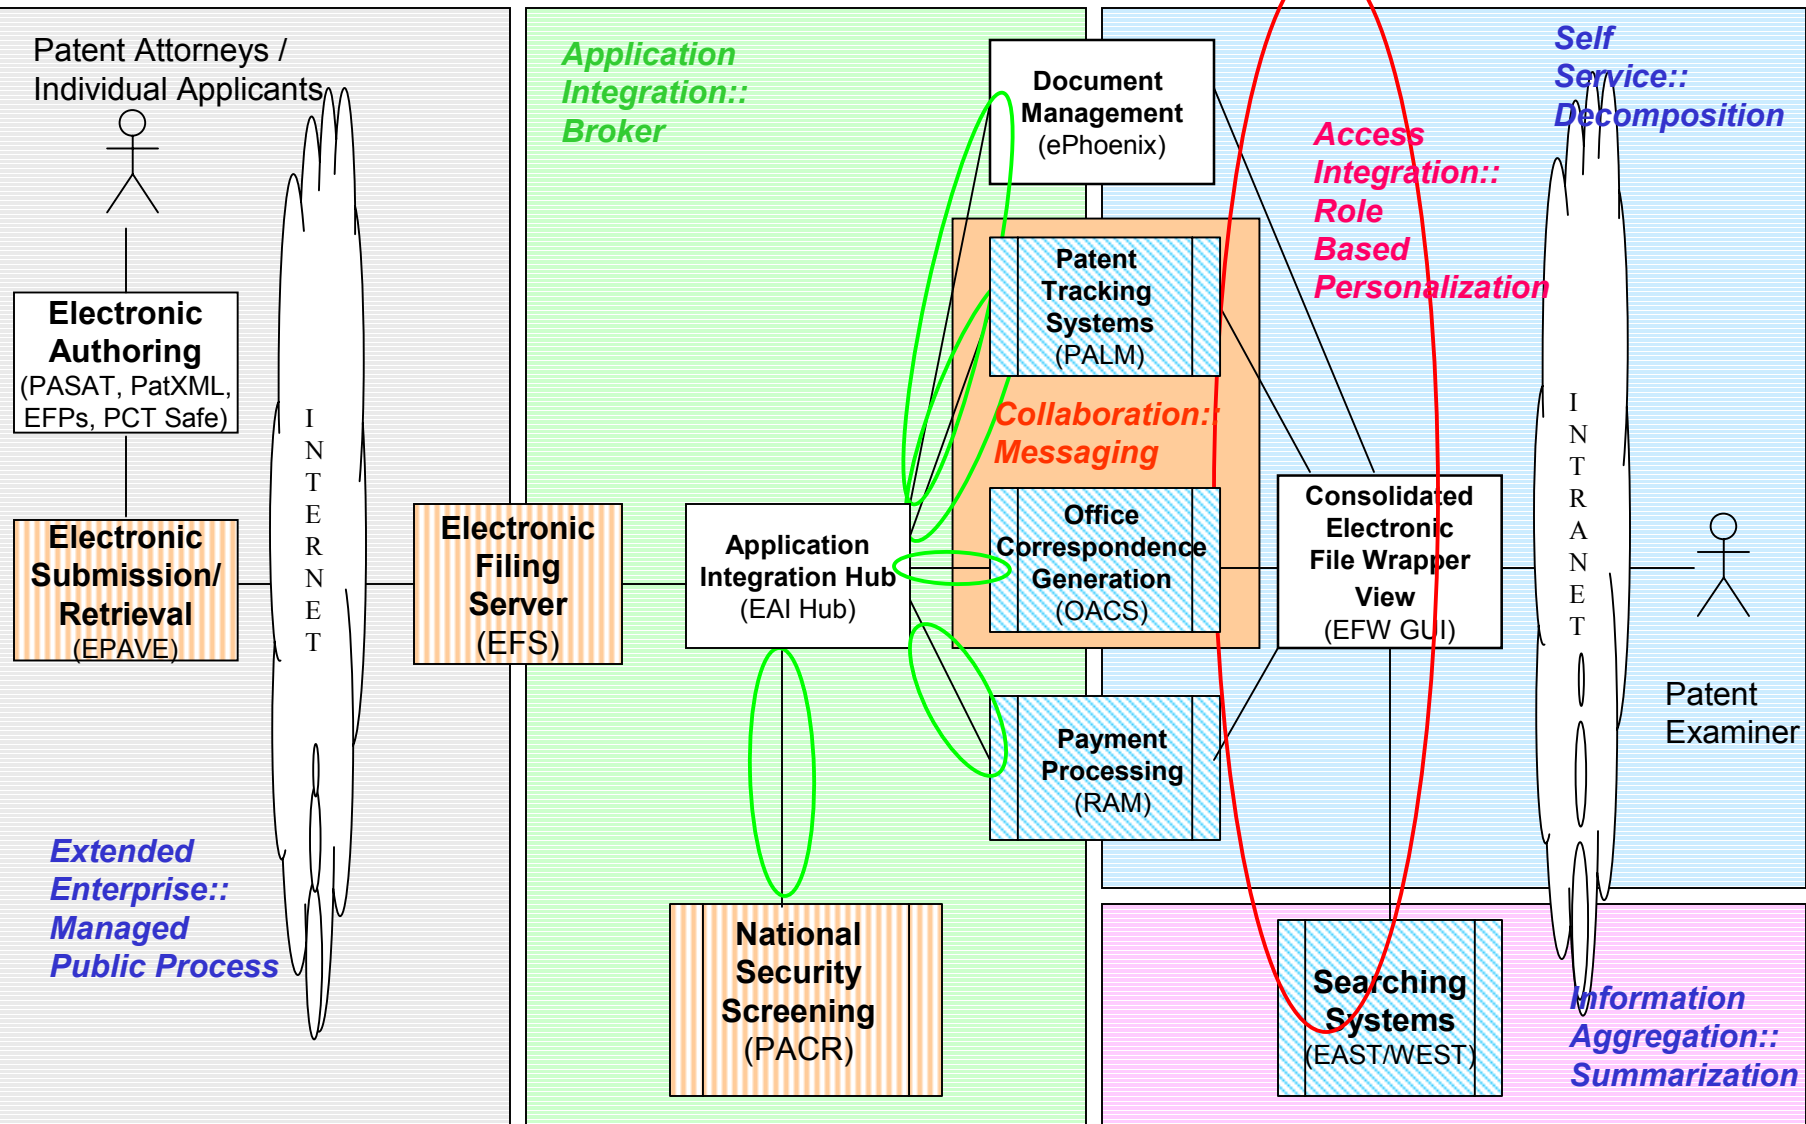 Patent Attorneys /
Individual Applicants
Electronic
Authoring
(PASAT, PatXML,
EFPs, PCT Safe)
Electronic
Submission/
Retrieval
(EPAVE)
Extended
Enterprise::
Managed
Public Process
I
N
T
E
R
N
E
T
Electronic
Filing
Server
(EFS)
Application
Integration::
Broker
Application
Integration Hub
(EAI Hub)
National
Security
Screening
(PACR)
Document
Management
(ePhoenix)
Patent
Tracking
Systems
(PALM)
Collaboration::
Messaging
Office
Correspondence
Generation
(OACS)
Payment
Processing
(RAM)
Access
Integration::
Role
Based
Personalization
Self
Service::
Decomposition
Consolidated
Electronic
File Wrapper
View
(EFW GUI)
Searching
Systems
(EAST/WEST)
I
N
T
R
A
N
E
T
Patent
Examiner
Information
Aggregation::
Summarization